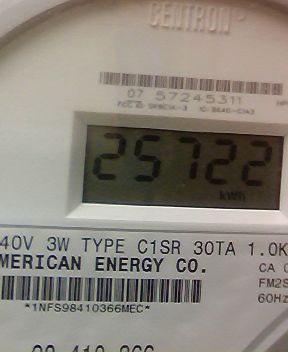 CENTRON®
07 57245311
25722
kWh
40V 3W TYPE C1SR 30TA 1.0K
MERICAN ENERGY CO.
CA 
FM2S
60Hz
*1NFS98410366MEC*